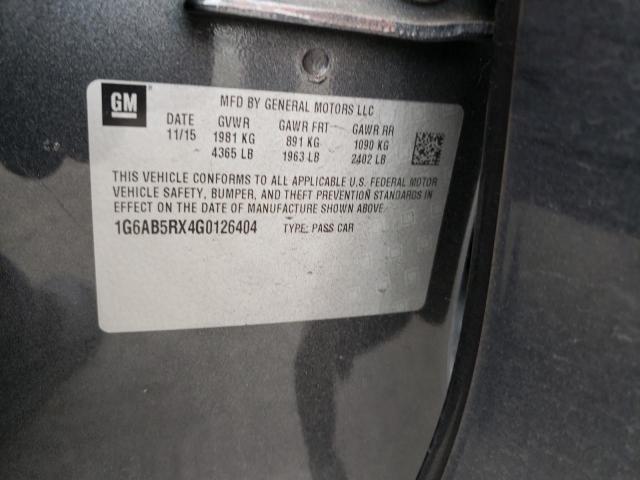 GM
MFD BY GENERAL MOTORS LLC
DATE GVWR GAWR FRT GAWR RR
11/15 1981 KG 891 KG 1090 KG
4365 LB 1963 LB 2402 LB
THIS VEHICLE CONFORMS TO ALL APPLICABLE U.S. FEDERAL MOTOR
VEHICLE SAFETY, BUMPER, AND THEFT PREVENTION STANDARDS IN
EFFECT ON THE DATE OF MANUFACTURE SHOWN ABOVE.
1G6AB5RX4G0126404 TYPE: PASS CAR